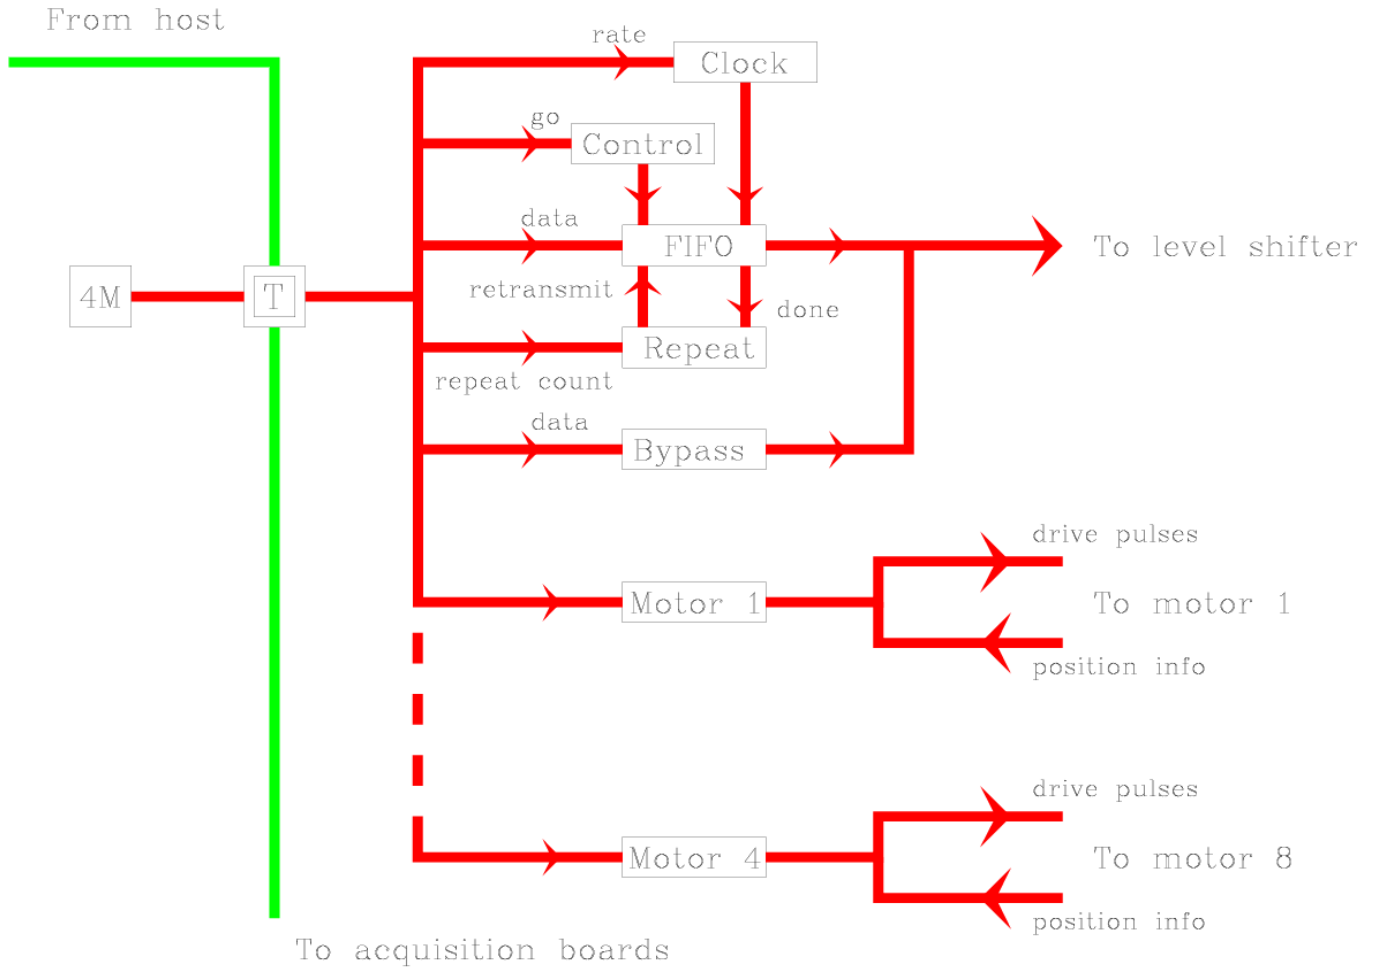 From host
rate
Clock
go
Control
data
FIFO
To level shifter
retransmit
4M
T
done
Repeat
repeat count
data
Bypass
drive pulses
Motor 1
To motor 1
position info
drive pulses
Motor 4
To motor 8
position info
To acquisition boards